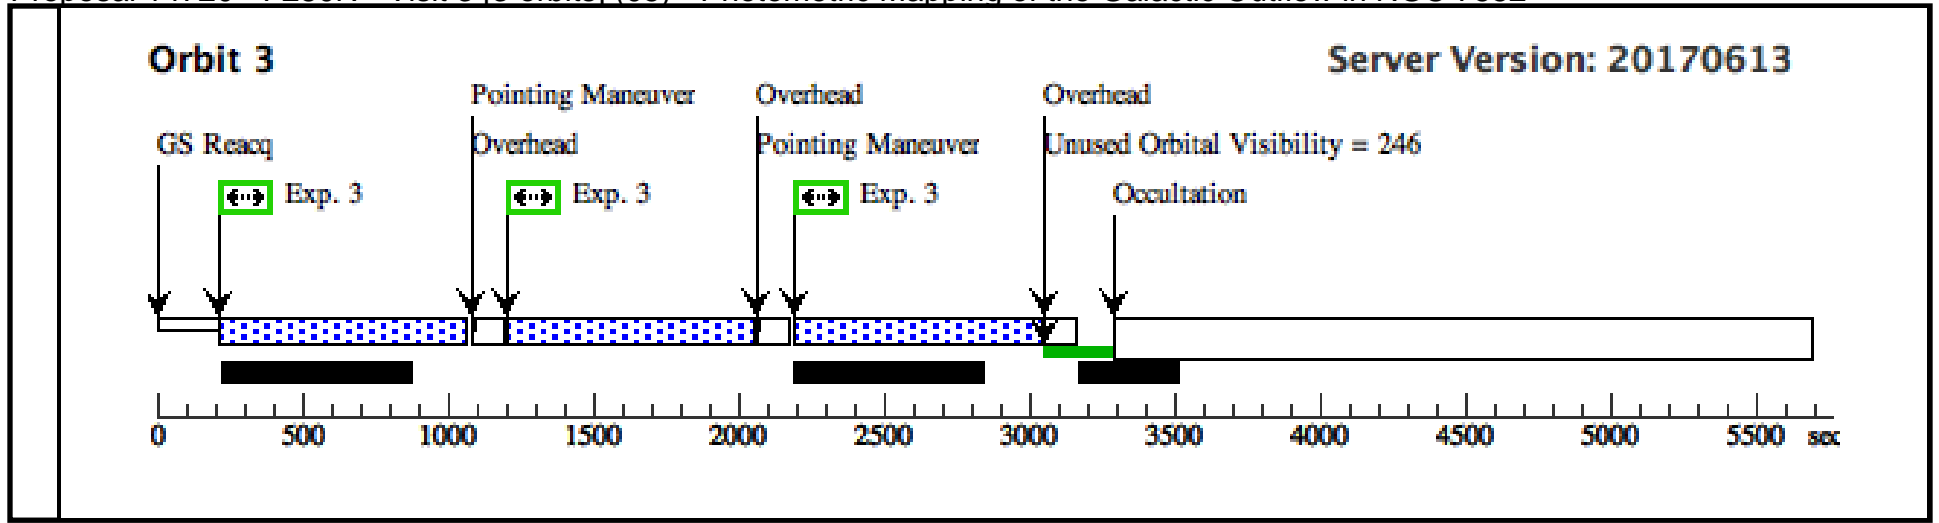 Orbit 3
Server Version: 20170613
Pointing Maneuver
Overhead
Overhead
GS Reacq
Overhead
Pointing Maneuver
Unused Orbital Visibility = 246
Exp. 3
Exp. 3
Exp. 3
Occultation
0 500 1000 1500 2000 2500 3000 3500 4000 4500 5000 5500 sec